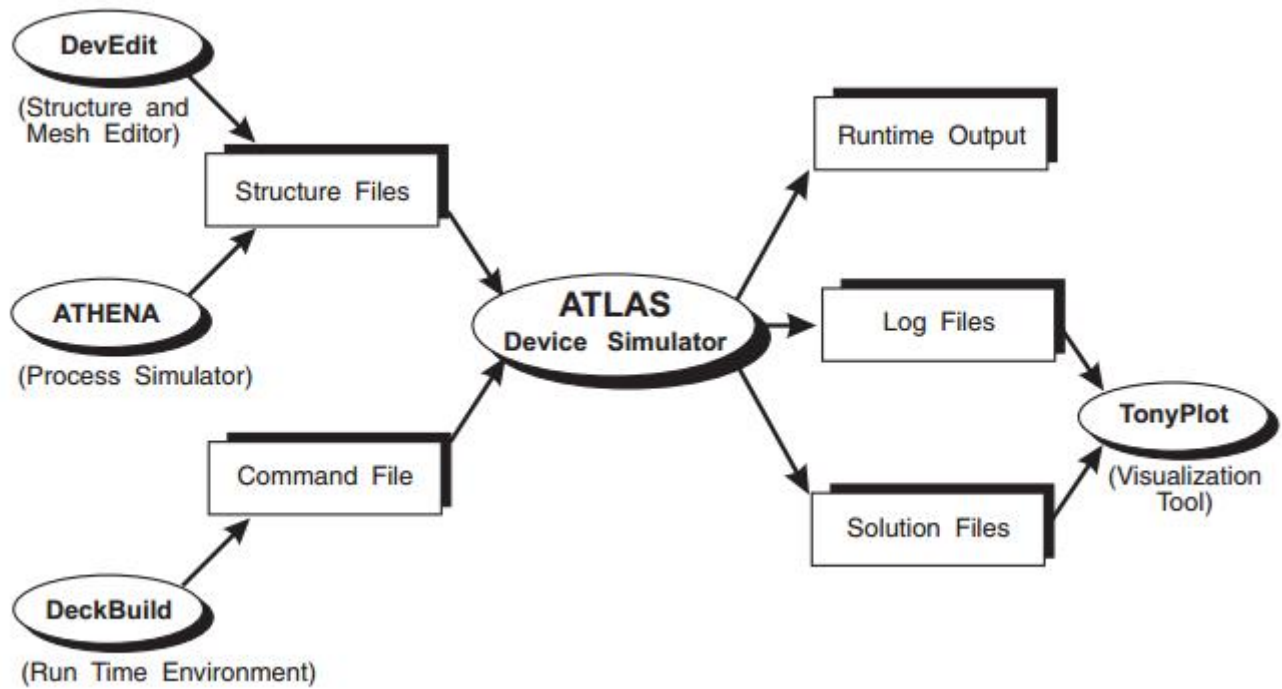 DevEdit
(Structure and
Mesh Editor)
Structure Files
ATHENA
(Process Simulator)
Command File
DeckBuild
(Run Time Environment)
ATLAS
Device Simulator
Runtime Output
Log Files
Solution Files
TonyPlot
(Visualization
Tool)